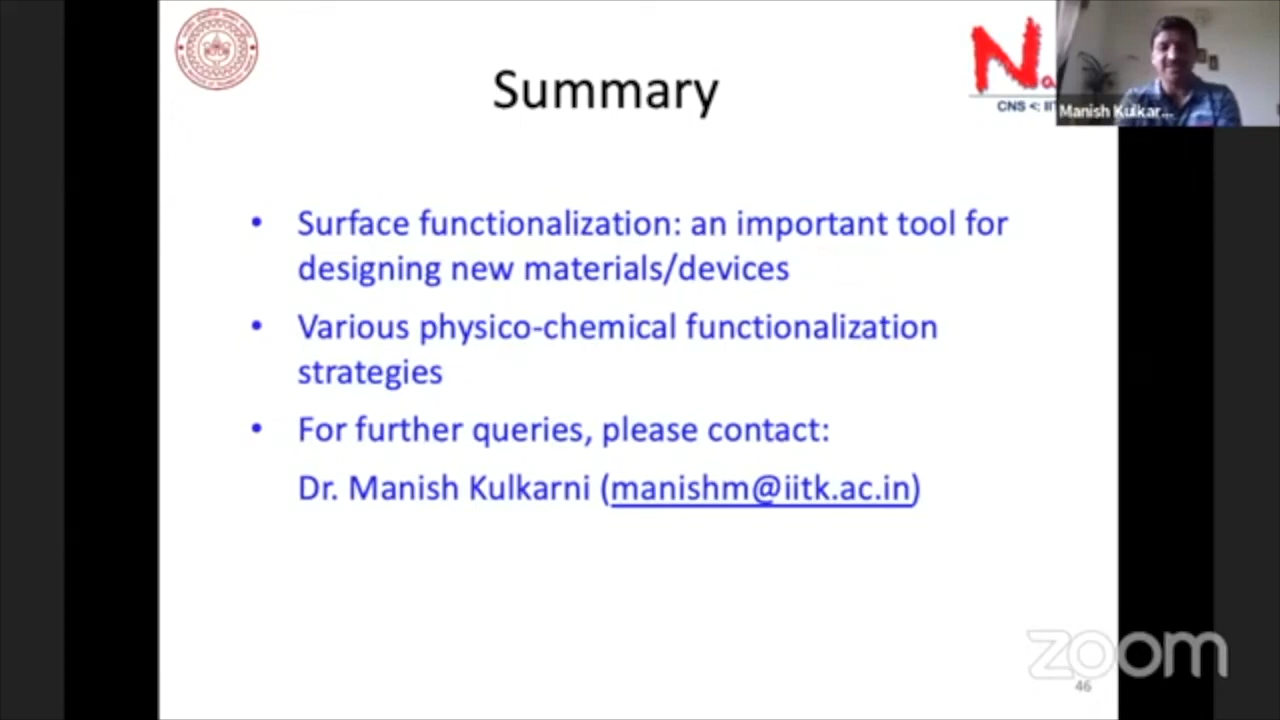 Summary
Manish Kulkar...
• Surface functionalization: an important tool for
designing new materials/devices
• Various physico-chemical functionalization
strategies
• For further queries, please contact:
Dr. Manish Kulkarni (manishm@iitk.ac.in)
zoom
46